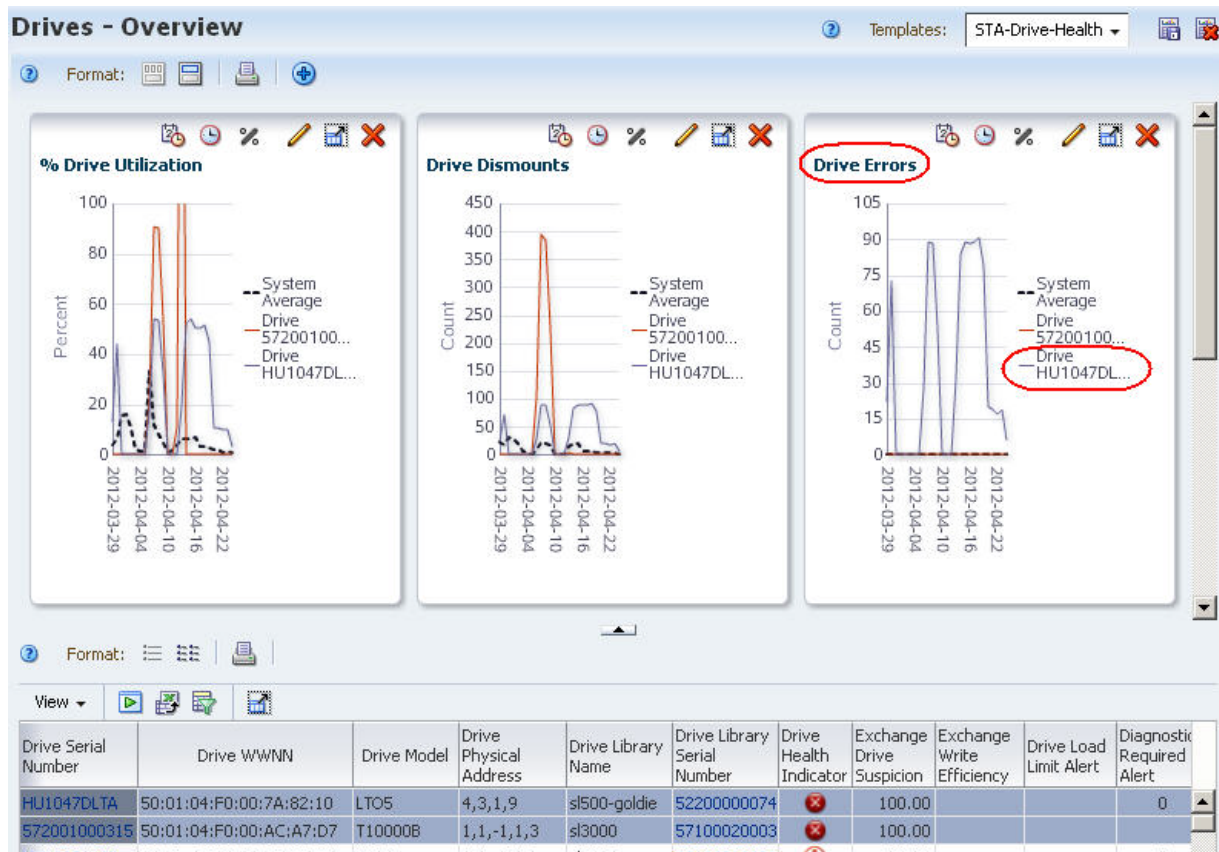 Drives - Overview
Templates: STA-Drive-Health
Format:
% Drive Utilization
100
80
60
40
20
0
Percent
System
Average
Drive
57200100...
Drive
HU1047DL...
2012-03-29
2012-04-04
2012-04-10
2012-04-16
2012-04-22
Drive Dismounts
450
400
350
300
250
200
150
100
50
0
Count
System
Average
Drive
57200100...
Drive
HU1047DL...
2012-03-29
2012-04-04
2012-04-10
2012-04-16
2012-04-22
Drive Errors
105
90
75
60
45
30
15
0
Count
System
Average
Drive
57200100...
Drive
HU1047DL...
2012-03-29
2012-04-04
2012-04-10
2012-04-16
2012-04-22
Format:
View
Drive Serial Number Drive WWNN Drive Model Drive Physical Address Drive Library Name Drive Library Serial Number Drive Health Indicator Exchange Drive Suspicion Exchange Write Efficiency Drive Load Limit Alert Diagnostic Required Alert
HU1047DLTA 50:01:04:F0:00:7A:82:10 LTO5 4,3,1,9 sl500-goldie 52200000074 100.00 0
572001000315 50:01:04:F0:00:AC:A7:D7 T10000B 1,1,-1,1,3 sl3000 57100020003 100.00